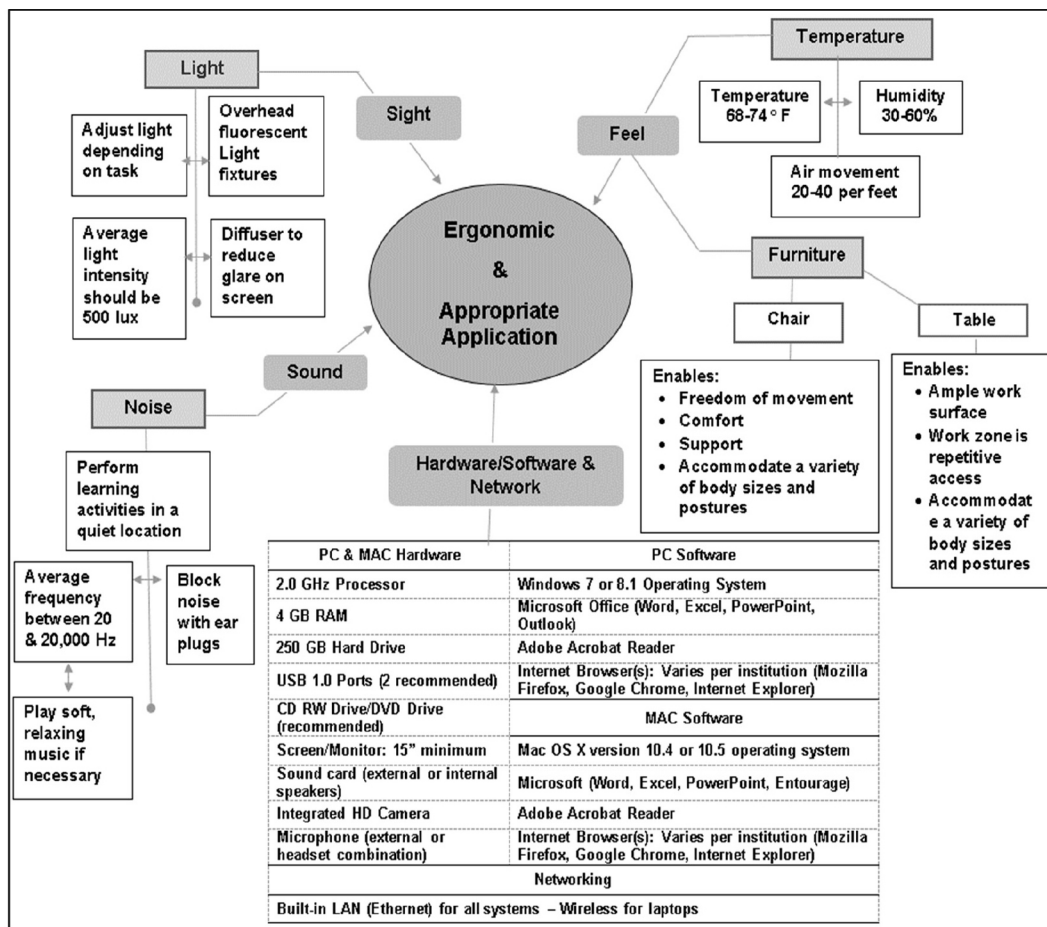 Light
Sight
Adjust light
depending
on task
Overhead
fluorescent
Light
fixtures
Average
light
intensity
should be
500 lux
Diffuser to
reduce
glare on
screen
Temperature
Feel
Temperature
68-74° F
Humidity
30-60%
Air movement
20-40 per feet
Ergonomic
&
Appropriate
Application
Furniture
Chair
Table
Enables:
• Freedom of movement
• Comfort
• Support
• Accommodate a variety
of body sizes and
postures
Enables:
• Ample work
surface
• Work zone is
repetitive
access
• Accommodat
e a variety of
body sizes
and postures
Sound
Noise
Perform
learning
activities in a
quiet location
Average
frequency
between 20
& 20,000 Hz
Block
noise
with ear
plugs
Play soft,
relaxing
music if
necessary
Hardware/Software &
Network
PC & MAC Hardware
PC Software
2.0 GHz Processor
Windows 7 or 8.1 Operating System
4 GB RAM
Microsoft Office (Word, Excel, PowerPoint,
Outlook)
250 GB Hard Drive
Adobe Acrobat Reader
USB 1.0 Ports (2 recommended)
Internet Browser(s): Varies per institution (Mozilla
Firefox, Google Chrome, Internet Explorer)
CD RW Drive/DVD Drive
(recommended)
MAC Software
Screen/Monitor: 15” minimum
Mac OS X version 10.4 or 10.5 operating system
Sound card (external or internal
speakers)
Microsoft (Word, Excel, PowerPoint, Entourage)
Integrated HD Camera
Adobe Acrobat Reader
Microphone (external or
headset combination)
Internet Browser(s): Varies per institution (Mozilla
Firefox, Google Chrome, Internet Explorer)
Networking
Built-in LAN (Ethernet) for all systems – Wireless for laptops